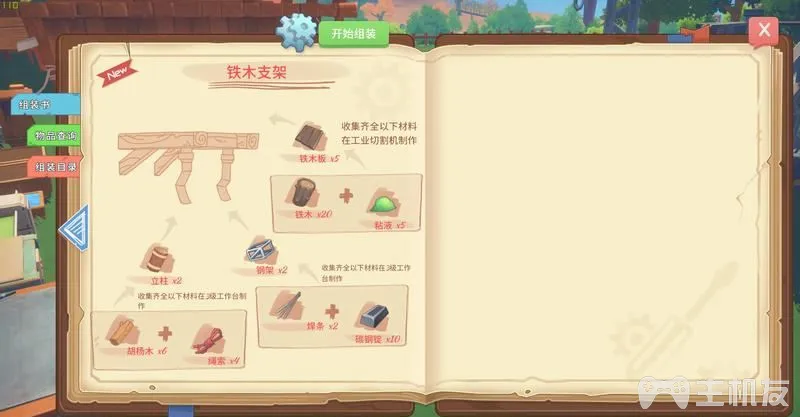 110
开始组装
New
铁木支架
组装书
物品查询
组装目录
收集齐全以下材料
在工业切割机制作
铁木板 x5
铁木 x20
粘液 x5
立柱 x2
钢架 x2
收集齐全以下材料在3级工作台制
作
收集齐全以下材料在3级工作
台制作
胡杨木 x6
绳索 x4
焊条 x2
碳钢锭 x10
主机友